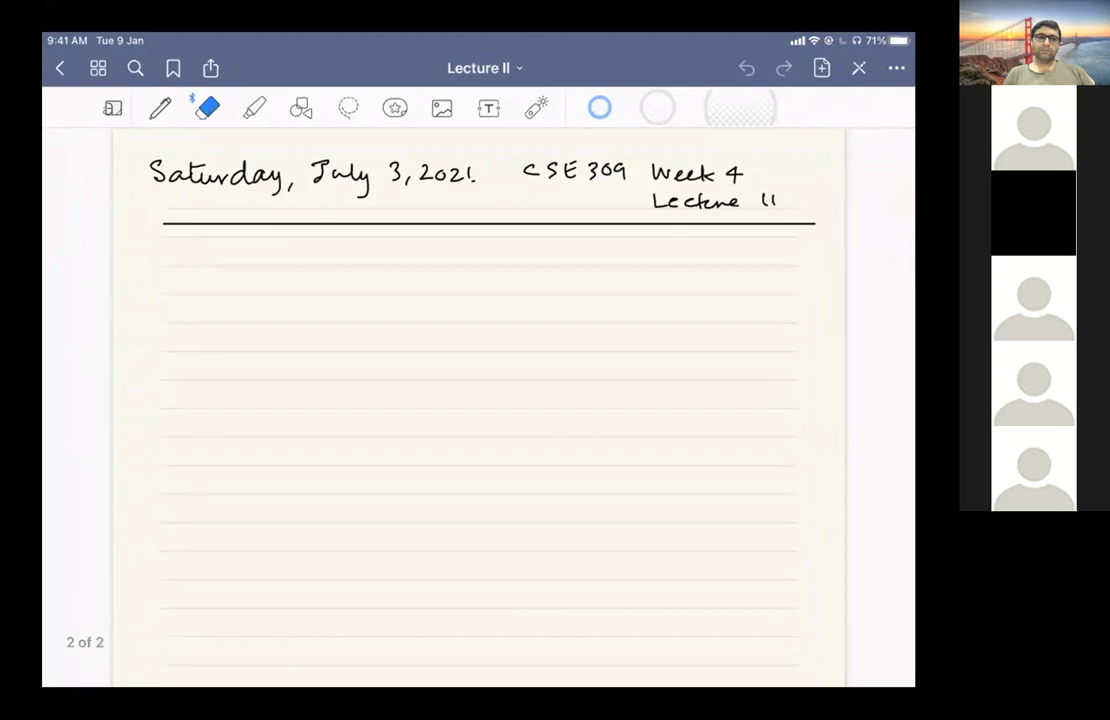 9:41 AM Tue 9 Jan 71%
Lecture II
Saturday, July 3, 2021. CSE 309 Week 4
Lecture 11
2 of 2